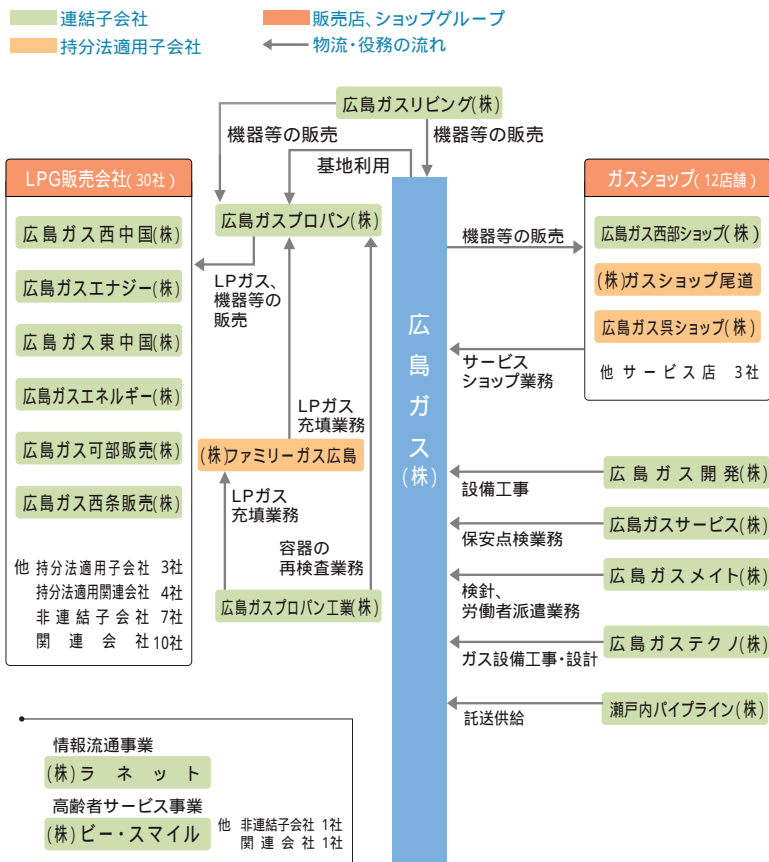 連結子会社
持分法適用子会社
販売店、ショップグループ
物流・役務の流れ
広島ガスリビング(株)
機器等の販売
機器等の販売
基地利用
LPG販売会社(30社)
広島ガス西中国(株)
広島ガスエナジー(株)
広島ガス東中国(株)
広島ガスエネルギー(株)
広島ガス可部販売(株)
広島ガス西条販売(株)
他 持分法適用子会社 3社
持分法適用関連会社 4社
非連結子会社 7社
関連会社 10社
広島ガスプロパン(株)
LPガス、
機器等の
販売
LPガス
充填業務
(株)ファミリーガス広島
LPガス
充填業務
容器の
再検査業務
広島ガスプロパン工業(株)
広島ガス(株)
機器等の販売
サービス
ショップ業務
ガスショップ(12店舗)
広島ガス西部ショップ(株)
(株)ガスショップ尾道
広島ガス呉ショップ(株)
他 サービス店 3社
設備工事
広島ガス開発(株)
保安点検業務
広島ガスサービス(株)
検針、
労働者派遣業務
広島ガスメイト(株)
ガス設備工事・設計
広島ガステクノ(株)
託送供給
瀬戸内パイプライン(株)
情報流通事業
(株)ラネット
高齢者サービス事業
(株)ビー・スマイル
他 非連結子会社 1社
関連会社 1社